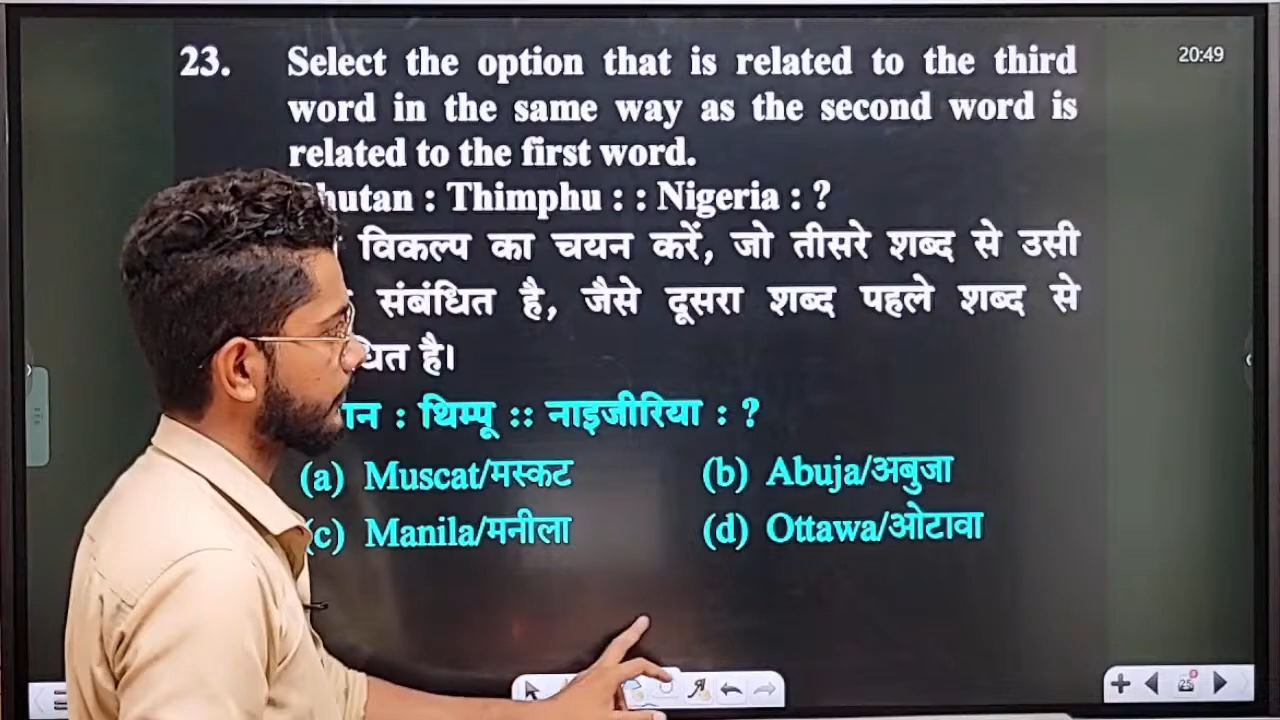 20:49
23. Select the option that is related to the third
word in the same way as the second word is
related to the first word.
: Thimphu : : Nigeria : ?
विकल्प का चयन करें, जो तीसरे शब्द से उसी
संबंधित है, जैसे दूसरा शब्द पहले शब्द से
है।
: थिम्पू :: नाइजीरिया : ?
(a) Muscat/मस्कट (b) Abuja/अबुजा
(c) Manila/मनीला (d) Ottawa/ओटावा
25